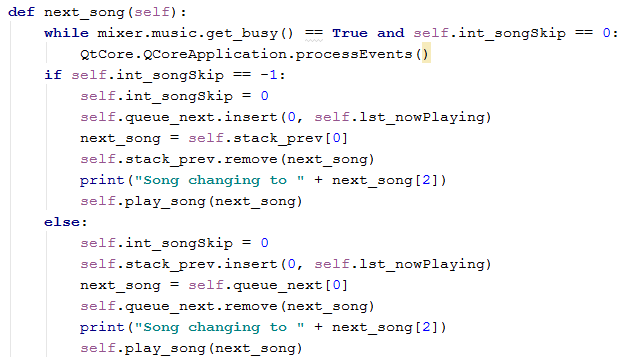 def next_song(self):
    while mixer.music.get_busy() == True and self.int_songSkip == 0:
        QtCore.QCoreApplication.processEvents()
    if self.int_songSkip == -1:
        self.int_songSkip = 0
        self.queue_next.insert(0, self.lst_nowPlaying)
        next_song = self.stack_prev[0]
        self.stack_prev.remove(next_song)
        print("Song changing to " + next_song[2])
        self.play_song(next_song)
    else:
        self.int_songSkip = 0
        self.stack_prev.insert(0, self.lst_nowPlaying)
        next_song = self.queue_next[0]
        self.queue_next.remove(next_song)
        print("Song changing to " + next_song[2])
        self.play_song(next_song)